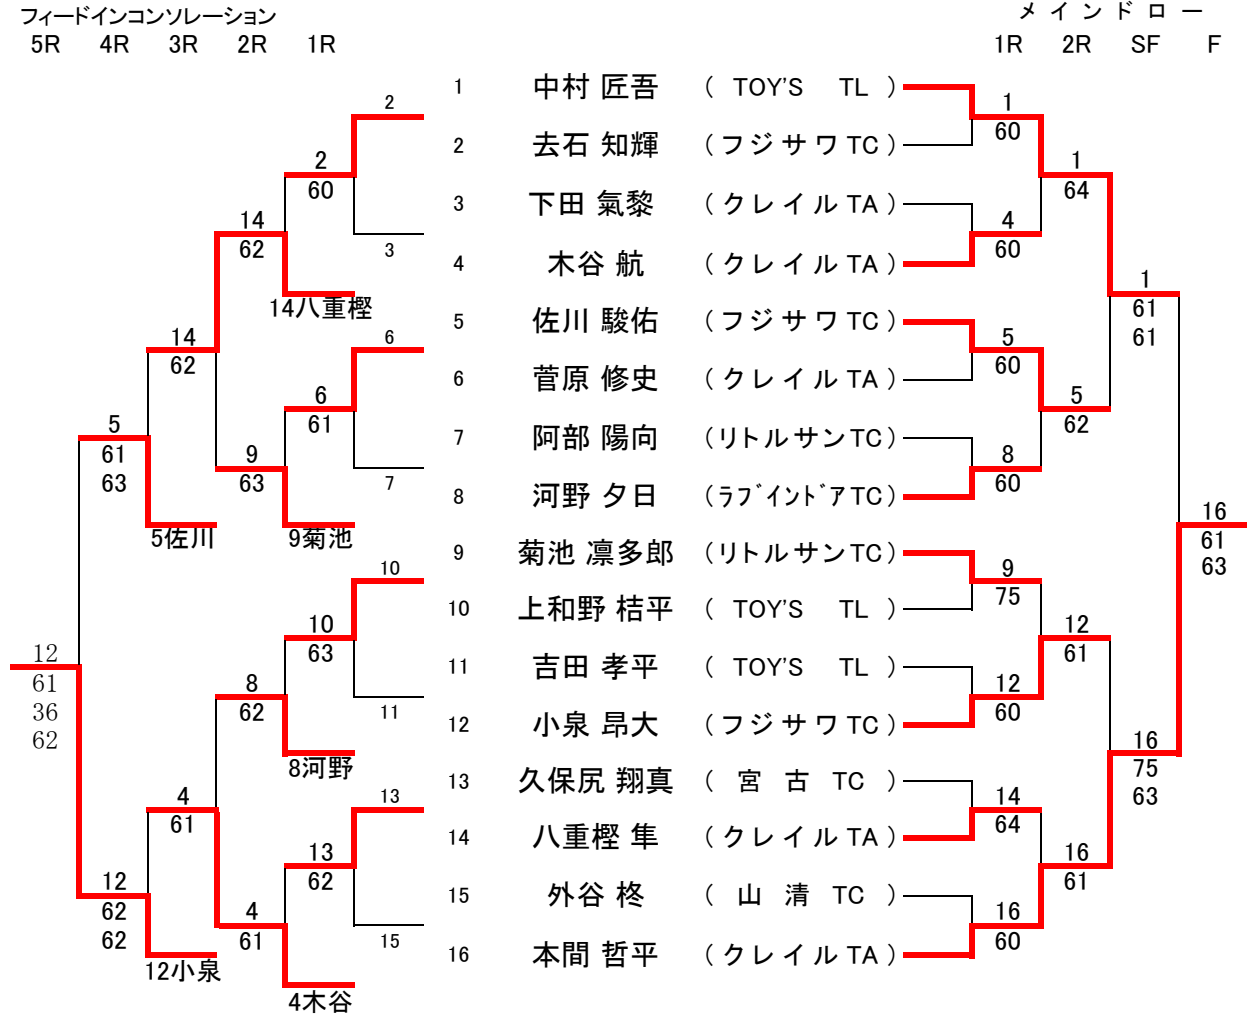 フィードインコンソレーション メインドロー
5R 4R 3R 2R 1R 1R 2R SF F
1 中村 匠吾 ( TOY'S TL )
2 1
2 去石 知輝 (フジサワTC) 60
2 1
60 64
3 下田 氣黎 (クレイルTA)
14 4
62 3 60
4 木谷 航 (クレイルTA)
14八重樫 1
5 佐川 駿佑 (フジサワTC) 61
14 6 5 61
62 60
6 菅原 修史 (クレイルTA)
6 5
61 62
5 7 阿部 陽向 (リトルサンTC)
61 9 8
63 63 7 60
8 河野 夕日 (ラブインドアTC)
5佐川 9菊池 16
9 菊池 凛多郎 (リトルサンTC) 61
10 9 63
75
10 上和野 桔平 ( TOY'S TL )
10 12
12 63 61
61 11 吉田 孝平 ( TOY'S TL )
36 8 12
62 62 11 60
12 小泉 昂大 (フジサワTC)
8河野 16
13 久保尻 翔真 ( 宮古 TC ) 75
4 13 14 63
61 64
14 八重樫 隼 (クレイルTA)
13 16
62 61
12 15 外谷 柊 ( 山清 TC )
62 4 16
62 61 15 60
16 本間 哲平 (クレイルTA)
12小泉
4木谷